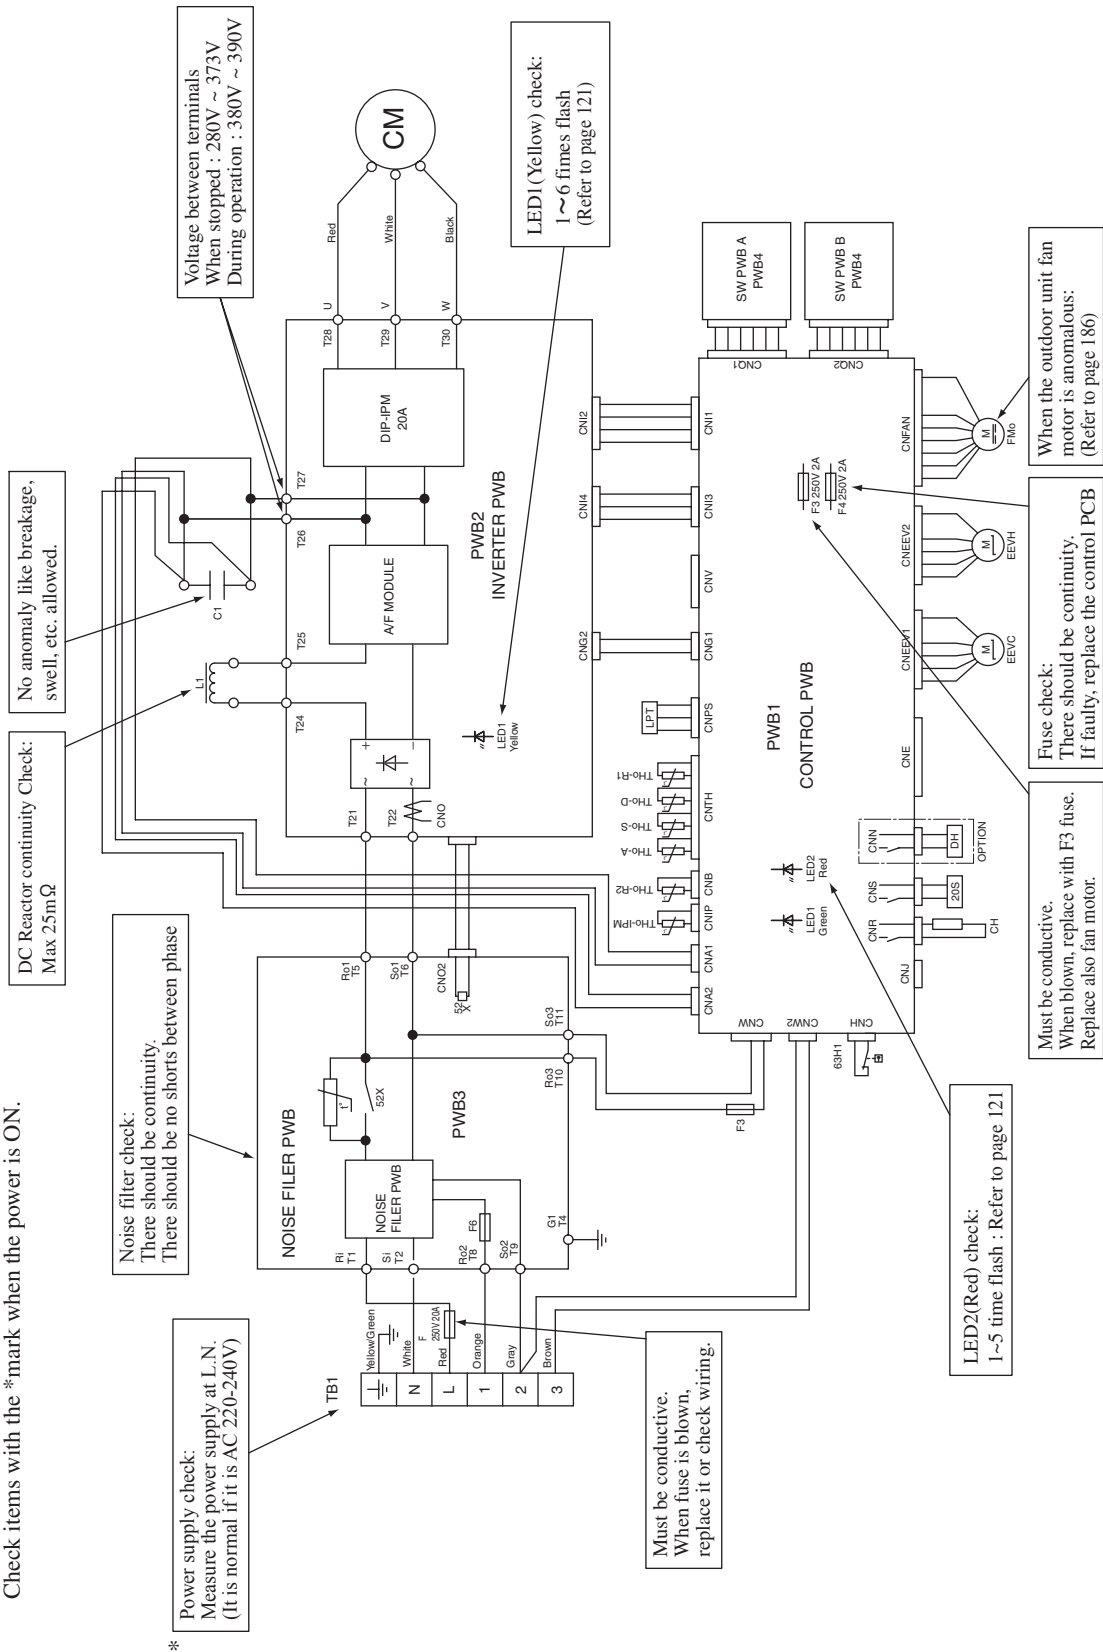 Check items with the *mark when the power is ON.
*
Power supply check:
Measure the power supply at L.N.
(It is normal if it is AC 220-240V)
Noise filter check:
There should be continuity.
There should be no shorts between phase
DC Reactor continuity Check:
Max 25mΩ
No anomaly like breakage,
swell, etc. allowed.
Voltage between terminals
When stopped : 280V ~ 373V
During operation : 380V ~ 390V
LED1(Yellow) check:
1~6 fimes flash
(Refer to page 121)
TB1
N
L
1
2
3
Yellow/Green
White
F
250V 20A
Red
Orange
Gray
Brown
Must be conductive.
When fuse is blown,
replace it or check wiring.
NOISE FILER PWB
PWB3
NOISE
FILER PWB
Ri
T1
Si
T2
Ro2
T8
So2
T9
F6
G1
T4
t°
52X
Ro1
T5
So1
T6
CNO2
52
X
So3
T11
Ro3
T10
F3
L1
C1
T21
T22
T24
T25
T26
T27
T28
T29
T30
CNO
+
−
~
~
LED1
Yellow
A/F MODULE
DIP-IPM
20A
PWB2
INVERTER PWB
CNG2
CNI4
CNI2
U
V
W
Red
White
Black
CM
PWB1
CONTROL PWB
CNW
CNW2
CNH
63H1
CNA2
CNA1
CNIP
CNB
CNTH
CNPS
CNG1
CNV
CNI3
CNI1
THo-IPM
THo-R2
THo-A
THo-S
THo-D
THo-R1
LPT
LED1
Green
LED2
Red
F3 250V 2A
F4 250V 2A
CNQ1
CNQ2
SW PWB A
PWB4
SW PWB B
PWB4
CNJ
CNR
CH
CNS
20S
CNN
DH
OPTION
CNE
CNEEV1
M
EEVC
CNEEV2
M
EEVH
CNFAN
M
FMo
LED2(Red) check:
1~5 time flash : Refer to page 121
Must be conductive.
When blown, replace with F3 fuse.
Replace also fan motor.
Fuse check:
There should be continuity.
If faulty, replace the control PCB
When the outdoor unit fan
motor is anomalous:
(Refer to page 186)